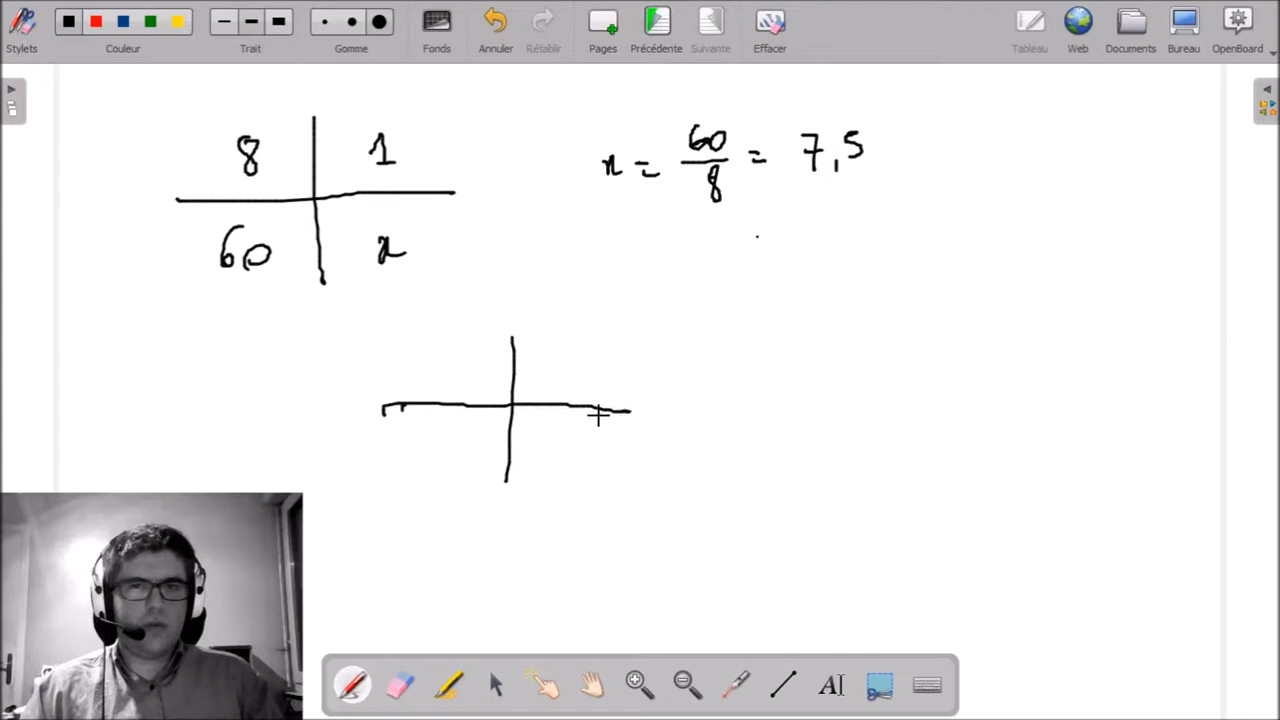 Stylets Couleur Trait Gomme Fonds Annuler Rétablir Pages Précédente Suivante Effacer Tableau Web Documents Bureau OpenBoard
8 1
60 x
x = 60/8 = 7,5
AI